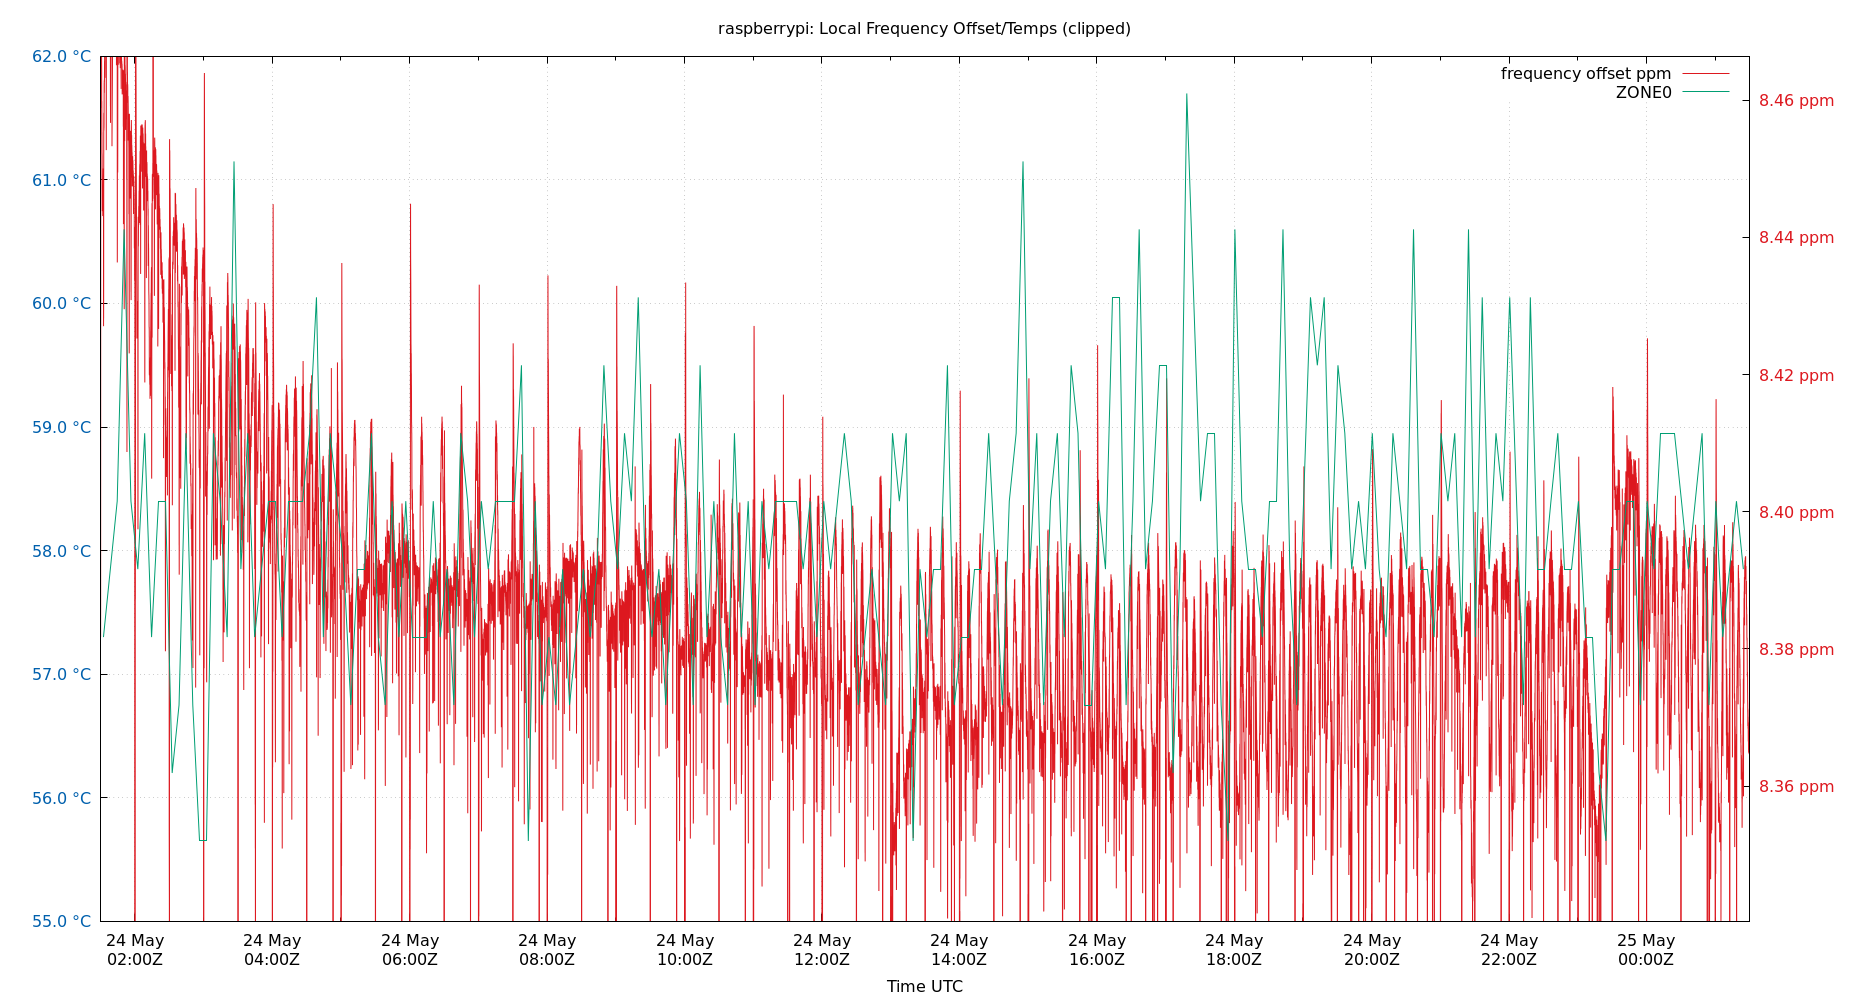 raspberrypi: Local Frequency Offset/Temps (clipped)
frequency offset ppm
ZONE0
62.0 °C
61.0 °C
60.0 °C
59.0 °C
58.0 °C
57.0 °C
56.0 °C
55.0 °C
8.46 ppm
8.44 ppm
8.42 ppm
8.40 ppm
8.38 ppm
8.36 ppm
24 May 24 May 24 May 24 May 24 May 24 May 24 May 24 May 24 May 24 May 24 May 25 May
02:00Z 04:00Z 06:00Z 08:00Z 10:00Z 12:00Z 14:00Z 16:00Z 18:00Z 20:00Z 22:00Z 00:00Z
Time UTC